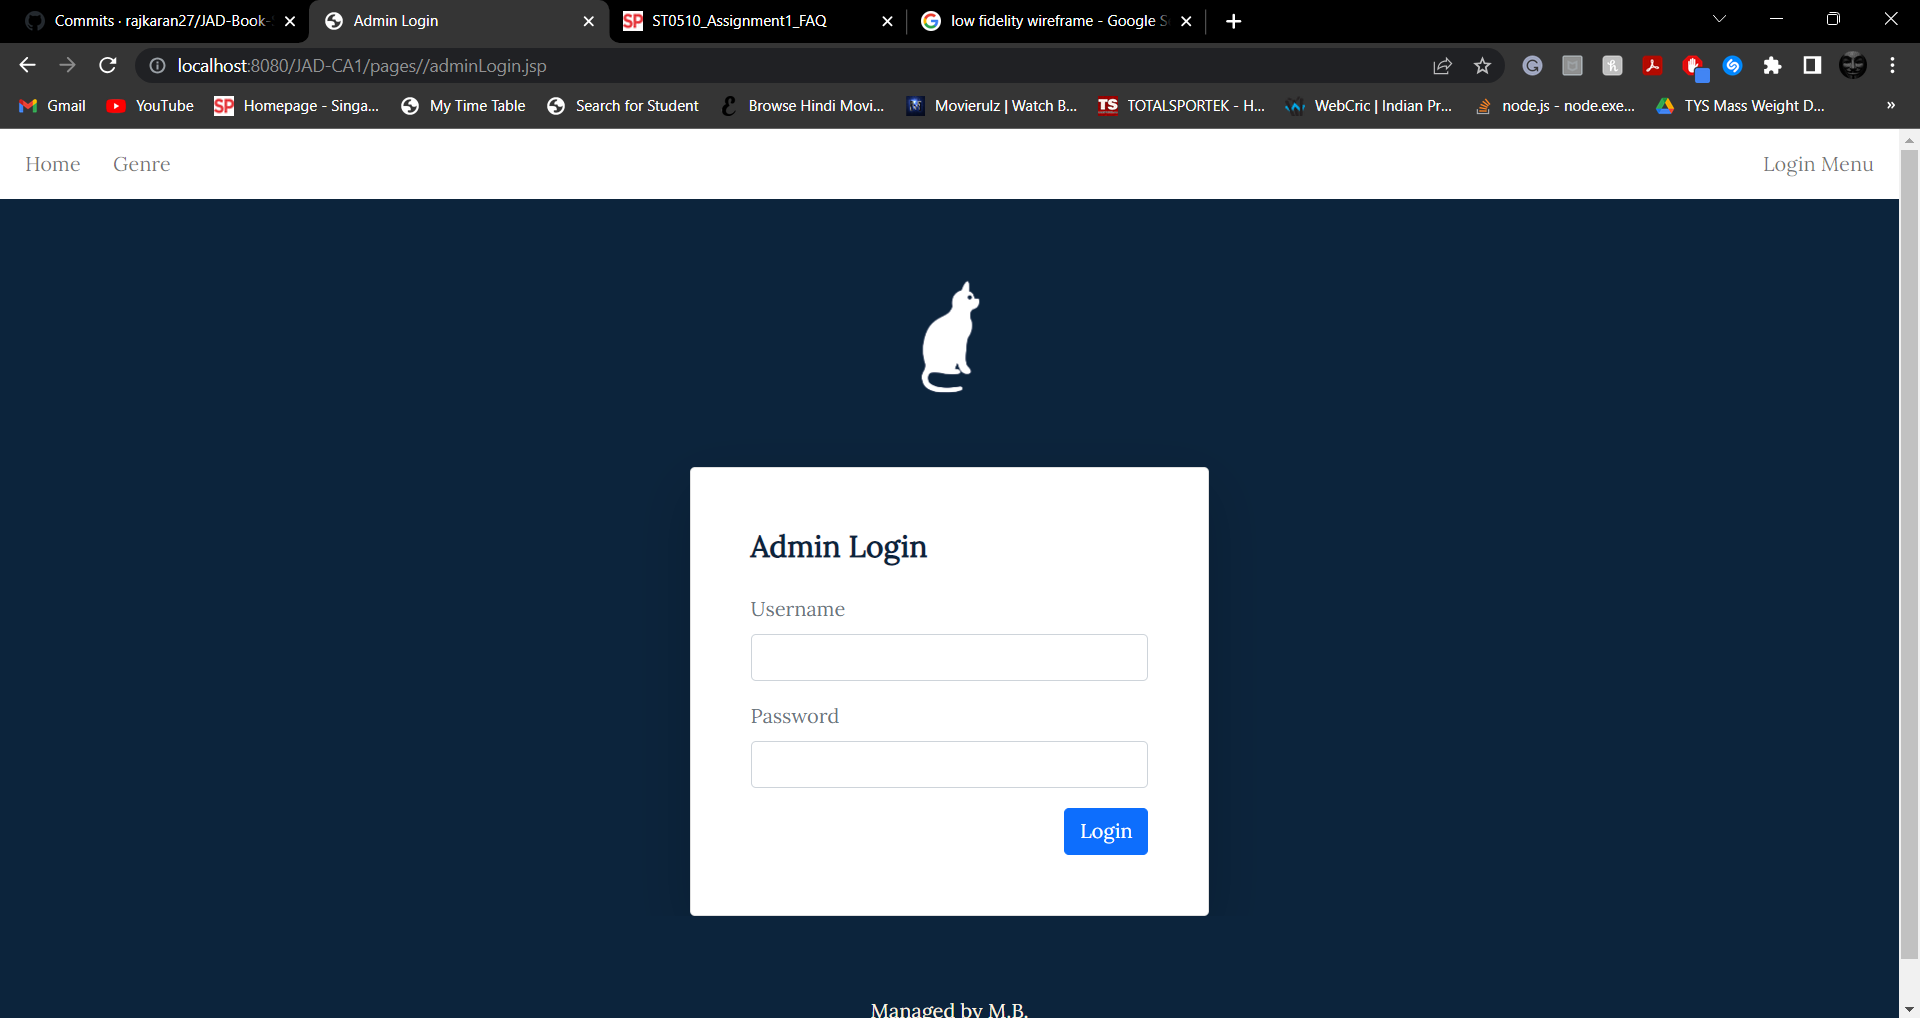 Commits · rajkaran27/JAD-Book- Admin Login ST0510_Assignment1_FAQ low fidelity wireframe - Google S
localhost:8080/JAD-CA1/pages//adminLogin.jsp
Gmail YouTube SP Homepage - Singa... My Time Table Search for Student Browse Hindi Movi... Movierulz | Watch B... TS TOTALSPORTEK - H... WebCric | Indian Pr... node.js - node.exe... TYS Mass Weight D... »
Home Genre Login Menu
Admin Login
Username
Password
Login
Managed by M.B.